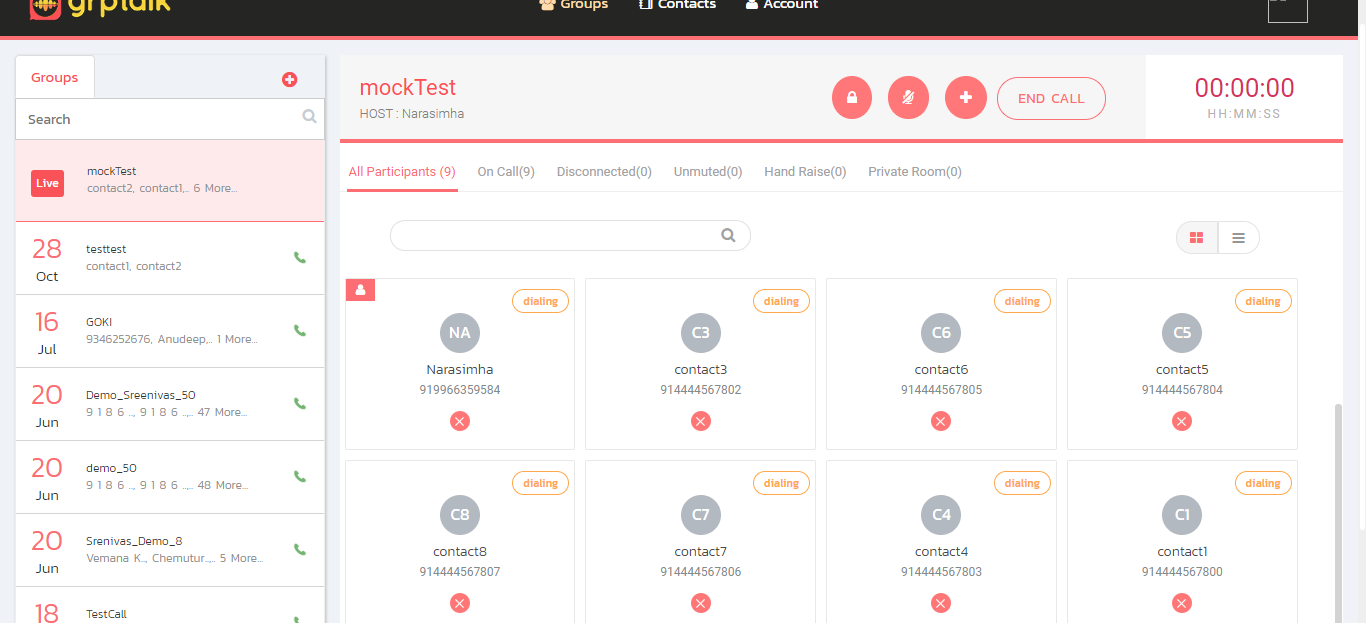 grptalk
Groups Contacts Account
Groups
Search
Live
mockTest
contact2, contact1,.. 6 More...
28
Oct
testtest
contact1, contact2
16
Jul
GOKI
9346252676, Anudeep,.. 1 More...
20
Jun
Demo_Sreenivas_50
9 1 8 6 .., 9 1 8 6 ..,.. 47 More...
20
Jun
demo_50
9 1 8 6 .., 9 1 8 6 ..,.. 48 More...
20
Jun
Srenivas_Demo_8
Vemana K.., Chemutur..,.. 5 More...
18
TestCall
mockTest
HOST : Narasimha
END CALL
00:00:00
HH:MM:SS
All Participants (9) On Call(9) Disconnected(0) Unmuted(0) Hand Raise(0) Private Room(0)
dialing
NA
Narasimha
919966359584
dialing
C3
contact3
914444567802
dialing
C6
contact6
914444567805
dialing
C5
contact5
914444567804
dialing
C8
contact8
914444567807
dialing
C7
contact7
914444567806
dialing
C4
contact4
914444567803
dialing
C1
contact1
914444567800